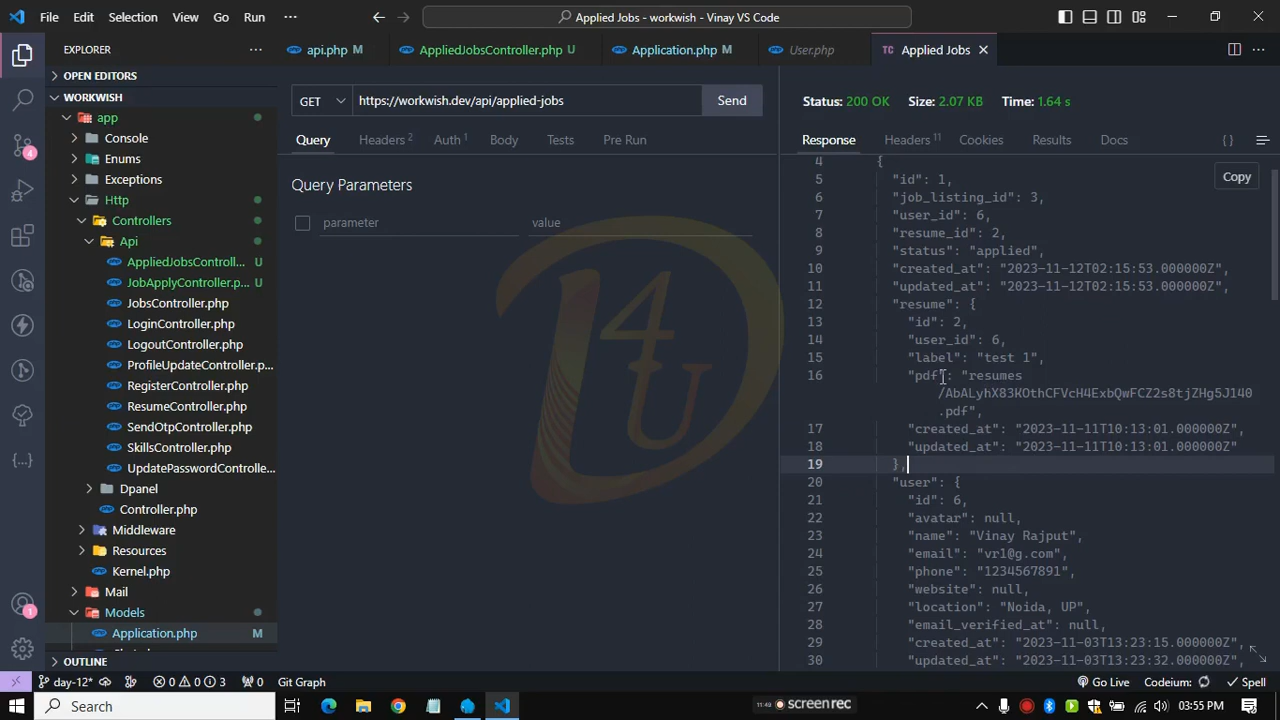 File Edit Selection View Go Run ··· Applied Jobs - workwish - Vinay VS Code
EXPLORER ···
api.php M
AppliedJobsController.php U
Application.php M
User.php
TC Applied Jobs
OPEN EDITORS
WORKWISH
app
Console
Enums
Exceptions
Http
Controllers
Api
AppliedJobsControll... U
JobApplyController.p... U
JobsController.php
LoginController.php
LogoutController.php
ProfileUpdateController.p...
RegisterController.php
ResumeController.php
SendOtpController.php
SkillsController.php
UpdatePasswordControlle...
Dpanel
Controller.php
Middleware
Resources
Kernel.php
Mail
Models
Application.php M
OUTLINE
4
1
GET https://workwish.dev/api/applied-jobs Send
Query Headers 2 Auth 1 Body Tests Pre Run
Query Parameters
parameter value
D4U
Status: 200 OK Size: 2.07 KB Time: 1.64 s
Response Headers 11 Cookies Results Docs { }
Copy
4 {
5 "id": 1,
6 "job_listing_id": 3,
7 "user_id": 6,
8 "resume_id": 2,
9 "status": "applied",
10 "created_at": "2023-11-12T02:15:53.000000Z",
11 "updated_at": "2023-11-12T02:15:53.000000Z",
12 "resume": {
13 "id": 2,
14 "user_id": 6,
15 "label": "test 1",
16 "pdf": "resumes
/AbALyhX83KOthCFVcH4ExbQwFCZ2s8tjZHg5J140
.pdf",
17 "created_at": "2023-11-11T10:13:01.000000Z",
18 "updated_at": "2023-11-11T10:13:01.000000Z"
19 },
20 "user": {
21 "id": 6,
22 "avatar": null,
23 "name": "Vinay Rajput",
24 "email": "vr1@g.com",
25 "phone": "1234567891",
26 "website": null,
27 "location": "Noida, UP",
28 "email_verified_at": null,
29 "created_at": "2023-11-03T13:23:15.000000Z",
30 "updated_at": "2023-11-03T13:23:32.000000Z",
day-12* 0 0 3 0 Git Graph Go Live Codeium: Spell
Search 11:43 screenrec 03:55 PM